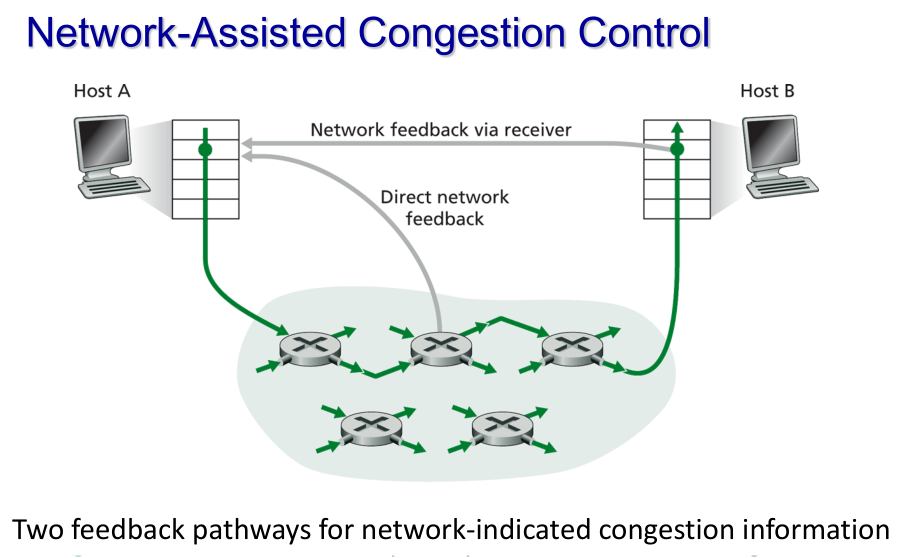 Network-Assisted Congestion Control
Host A
Host B
Network feedback via receiver
Direct network
feedback
Two feedback pathways for network-indicated congestion information